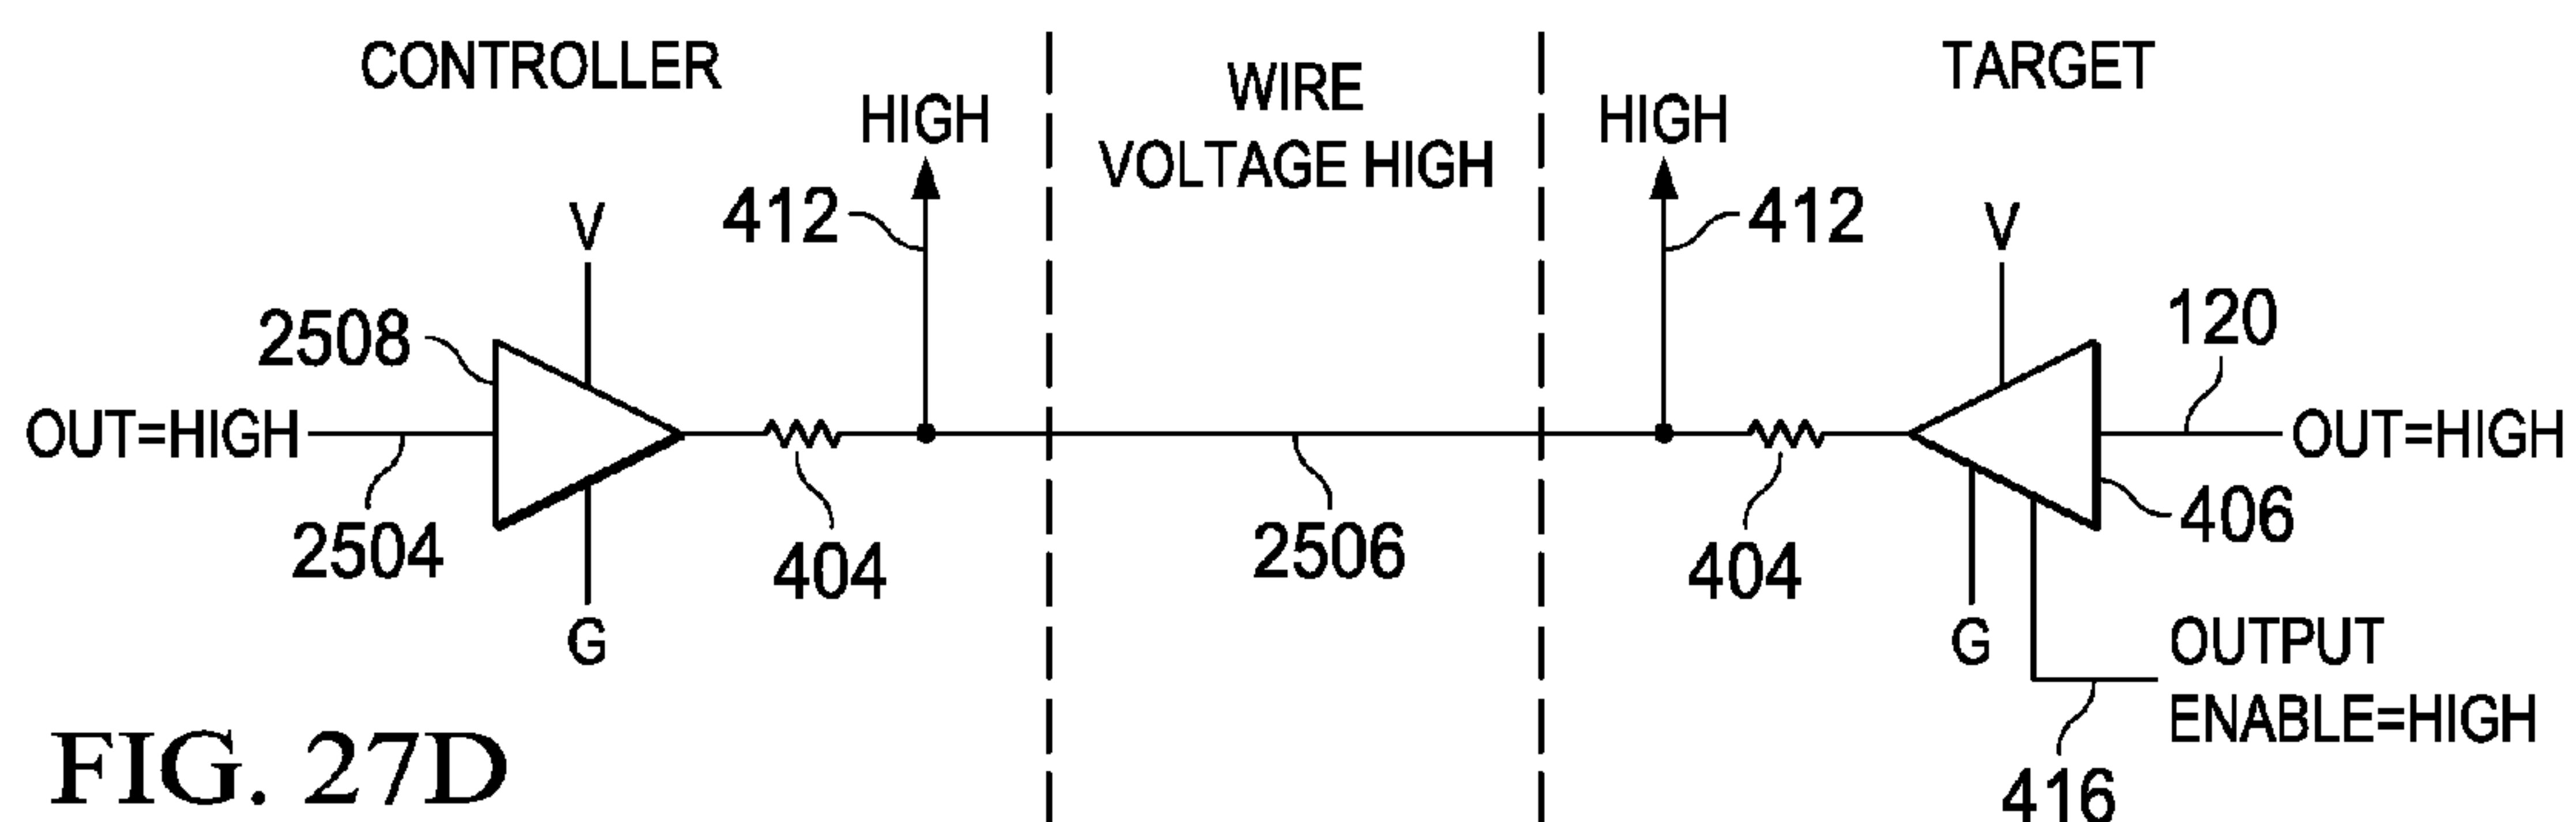 CONTROLLER
WIRE
VOLTAGE HIGH
TARGET
HIGH
HIGH
412
412
V
V
2508
120
OUT=HIGH
OUT=HIGH
2504
404
2506
404
406
G
G
OUTPUT
ENABLE=HIGH
416
FIG. 27D